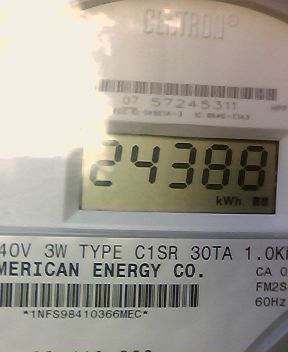 CENTRON®
07 57245311
24388
kWh
40V 3W TYPE C1SR 30TA 1.0K
MERICAN ENERGY CO.
CA 0
FM2S
60Hz
*1NFS98410366MEC*